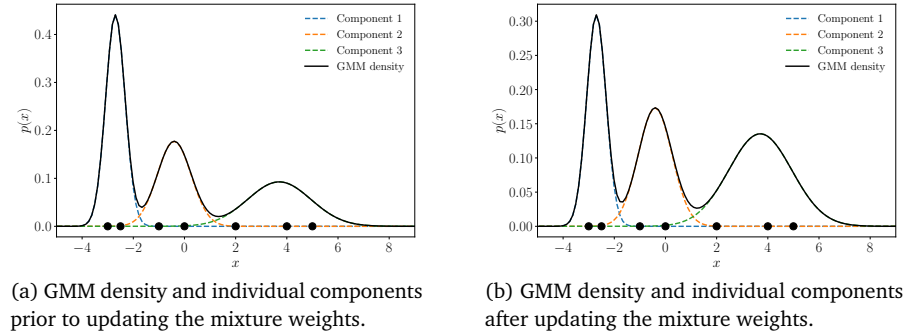 Component 1
Component 2
Component 3
GMM density
p(x)
0.4
0.3
0.2
0.1
0.0
−4 −2 0 2 4 6 8
x
(a) GMM density and individual components
prior to updating the mixture weights.
Component 1
Component 2
Component 3
GMM density
p(x)
0.30
0.25
0.20
0.15
0.10
0.05
0.00
−4 −2 0 2 4 6 8
x
(b) GMM density and individual components
after updating the mixture weights.